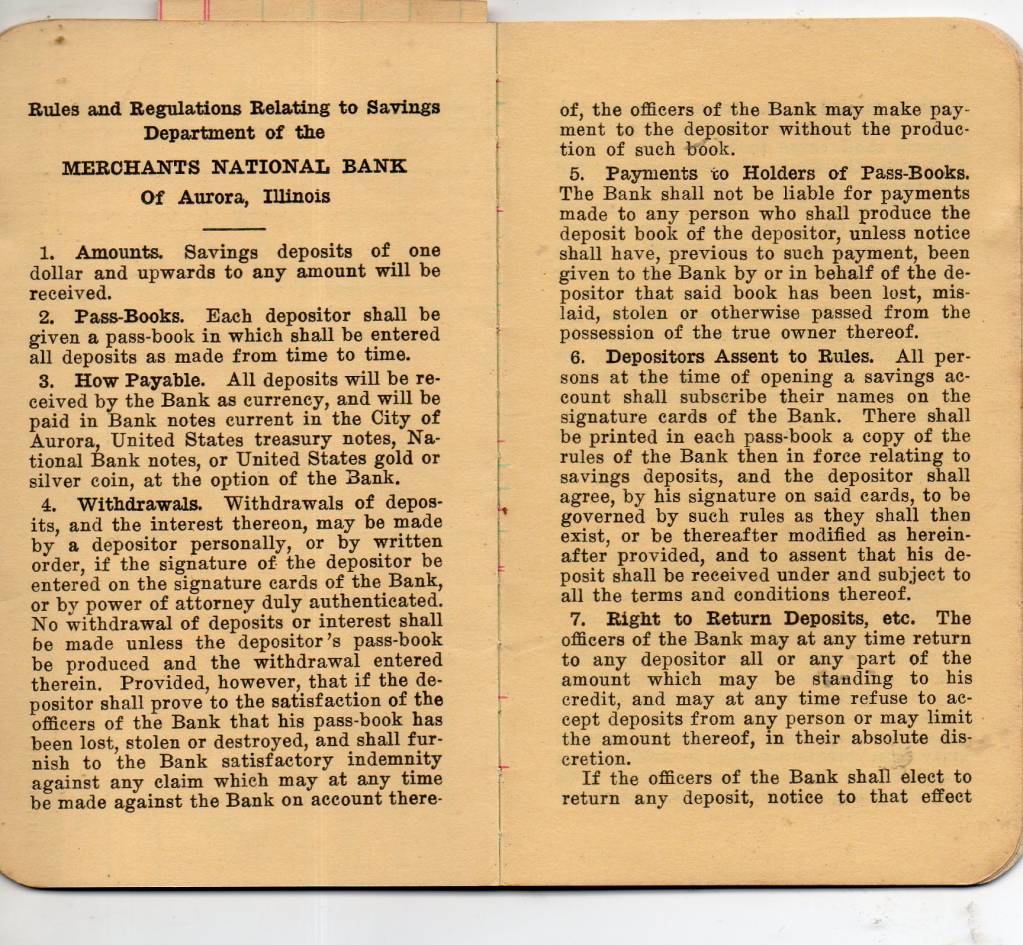 Rules and Regulations Relating to Savings
Department of the
MERCHANTS NATIONAL BANK
Of Aurora, Illinois
1. Amounts. Savings deposits of one
dollar and upwards to any amount will be
received.
2. Pass-Books. Each depositor shall be
given a pass-book in which shall be entered
all deposits as made from time to time.
3. How Payable. All deposits will be re-
ceived by the Bank as currency, and will be
paid in Bank notes current in the City of
Aurora, United States treasury notes, Na-
tional Bank notes, or United States gold or
silver coin, at the option of the Bank.
4. Withdrawals. Withdrawals of depos-
its, and the interest thereon, may be made
by a depositor personally, or by written
order, if the signature of the depositor be
entered on the signature cards of the Bank,
or by power of attorney duly authenticated.
No withdrawal of deposits or interest shall
be made unless the depositor's pass-book
be produced and the withdrawal entered
therein. Provided, however, that if the de-
positor shall prove to the satisfaction of the
officers of the Bank that his pass-book has
been lost, stolen or destroyed, and shall fur-
nish to the Bank satisfactory indemnity
against any claim which may at any time
be made against the Bank on account there-
of, the officers of the Bank may make pay-
ment to the depositor without the produc-
tion of such book.
5. Payments to Holders of Pass-Books.
The Bank shall not be liable for payments
made to any person who shall produce the
deposit book of the depositor, unless notice
shall have, previous to such payment, been
given to the Bank by or in behalf of the de-
positor that said book has been lost, mis-
laid, stolen or otherwise passed from the
possession of the true owner thereof.
6. Depositors Assent to Rules. All per-
sons at the time of opening a savings ac-
count shall subscribe their names on the
signature cards of the Bank. There shall
be printed in each pass-book a copy of the
rules of the Bank then in force relating to
savings deposits, and the depositor shall
agree, by his signature on said cards, to be
governed by such rules as they shall then
exist, or be thereafter modified as herein-
after provided, and to assent that his de-
posit shall be received under and subject to
all the terms and conditions thereof.
7. Right to Return Deposits, etc. The
officers of the Bank may at any time return
to any depositor all or any part of the
amount which may be standing to his
credit, and may at any time refuse to ac-
cept deposits from any person or may limit
the amount thereof, in their absolute dis-
cretion.
If the officers of the Bank shall elect to
return any deposit, notice to that effect